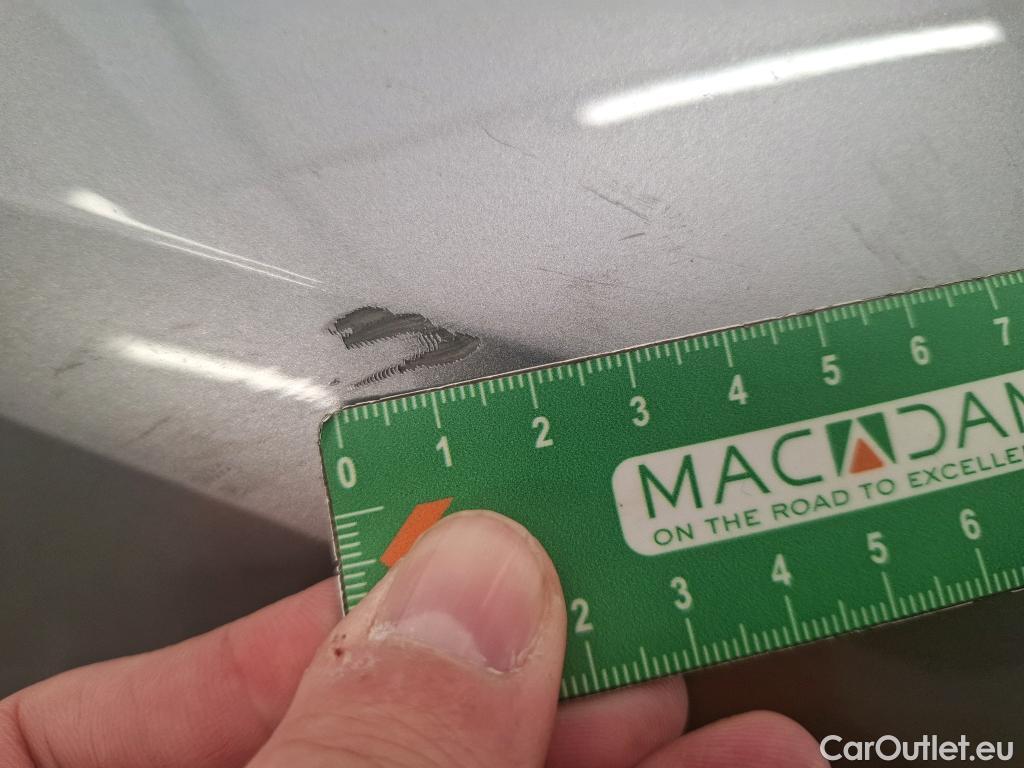 0 1 2 3 4 5 6 7
MACADAM
ON THE ROAD TO EXCELLE
2 3 4 5 6
CarOutlet.eu